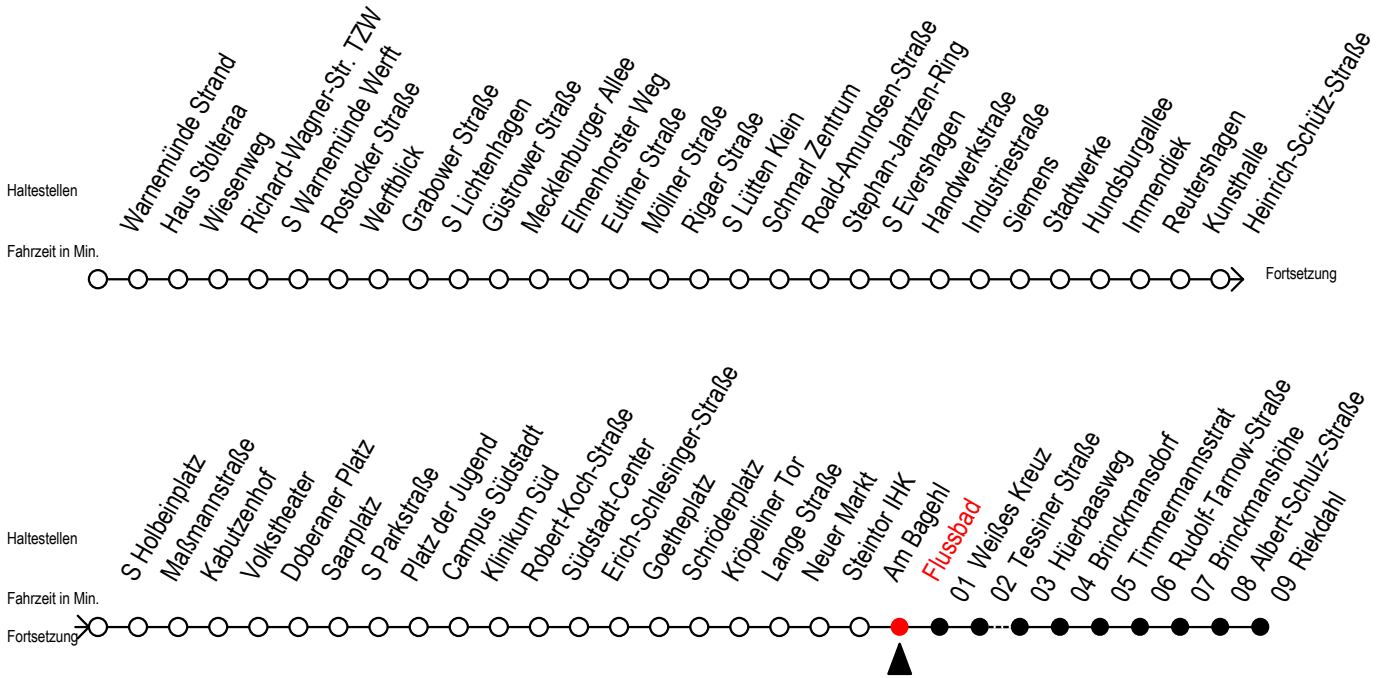 Haltestellen
Warnemünde Strand
Haus Stolteraa
Wiesenweg
Richard-Wagner-Str. TZW
S Warnemünde Werft
Rostocker Straße
Werftblick
Grabower Straße
S Lichtenhagen
Güstrower Straße
Mecklenburger Allee
Elmenhorster Weg
Eutiner Straße
Möllner Straße
Rigaer Straße
S Lütten Klein
Schmarl Zentrum
Roald-Amundsen-Straße
Stephan-Jantzen-Ring
S Evershagen
Handwerkstraße
Industriestraße
Siemens
Stadtwerke
Hundsburgallee
Immendiek
Reutershagen
Kunsthalle
Heinrich-Schütz-Straße
Fahrzeit in Min.
Fortsetzung
Haltestellen
S Holbeinplatz
Maßmannstraße
Kabutzenhof
Volkstheater
Doberaner Platz
Saarplatz
S Parkstraße
Platz der Jugend
Campus Südstadt
Klinikum Süd
Robert-Koch-Straße
Südstadt-Center
Erich-Schlesinger-Straße
Goetheplatz
Schröderplatz
Kröpeliner Tor
Lange Straße
Neuer Markt
Steintor IHK
Am Bagehl
Flussbad
01 Weißes Kreuz
02 Tessiner Straße
03 Hüerbaasweg
04 Brinckmansdorf
05 Timmermannsstrat
06 Rudolf-Tarnow-Straße
07 Brinckmanshöhe
08 Albert-Schulz-Straße
09 Riekdahl
Fahrzeit in Min.
Fortsetzung